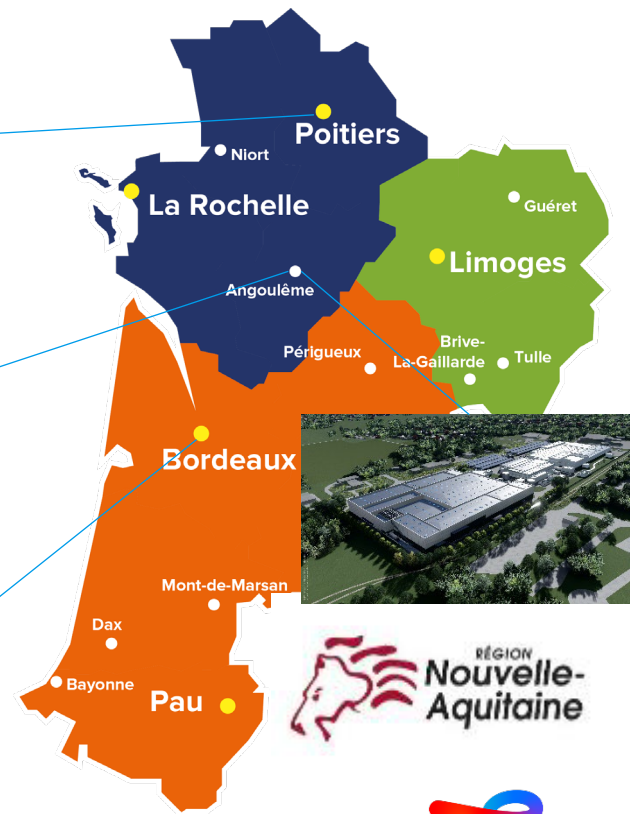 Poitiers
Niort
La Rochelle
Guéret
Limoges
Angoulême
Périgueux
Brive-
La-Gaillarde
Tulle
Bordeaux
Mont-de-Marsan
Dax
Bayonne
Pau
RÉGION
Nouvelle-
Aquitaine